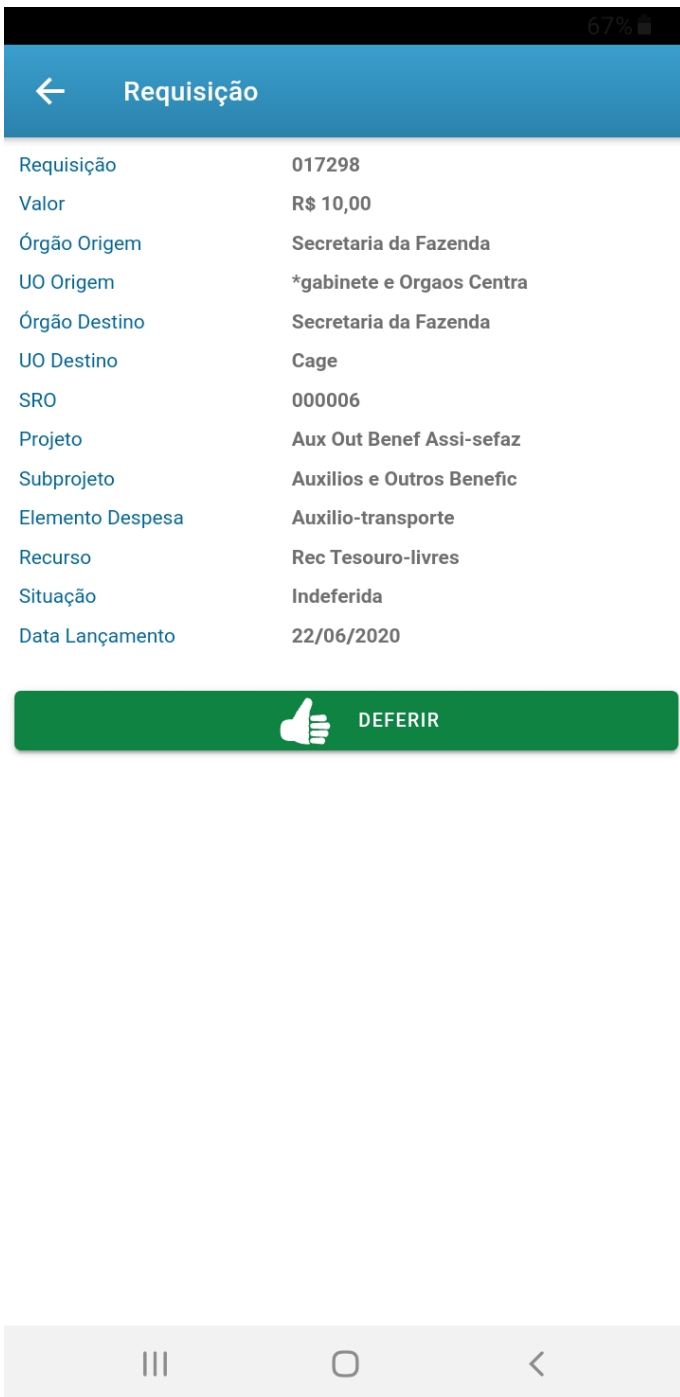 67%
Requisição
Requisição 017298
Valor R$ 10,00
Órgão Origem Secretaria da Fazenda
UO Origem *gabinete e Orgaos Centra
Órgão Destino Secretaria da Fazenda
UO Destino Cage
SRO 000006
Projeto Aux Out Benef Assi-sefaz
Subprojeto Auxilios e Outros Benefic
Elemento Despesa Auxilio-transporte
Recurso Rec Tesouro-livres
Situação Indeferida
Data Lançamento 22/06/2020
DEFERIR